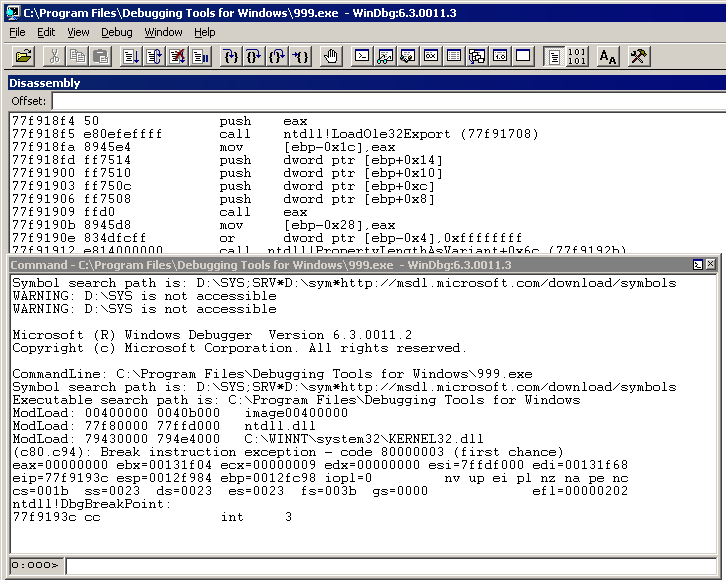 C:\Program Files\Debugging Tools for Windows\999.exe - WinDbg:6.3.0011.3
File Edit View Debug Window Help
Disassembly
Offset:
77f918f4 50 push eax
77f918f5 e80efeffff call ntdll!LoadOle32Export (77f91708)
77f918fa 8945e4 mov [ebp-0x1c],eax
77f918fd ff7514 push dword ptr [ebp+0x14]
77f91900 ff7510 push dword ptr [ebp+0x10]
77f91903 ff750c push dword ptr [ebp+0xc]
77f91906 ff7508 push dword ptr [ebp+0x8]
77f91909 ffd0 call eax
77f9190b 8945d8 mov [ebp-0x28],eax
77f9190e 834dfcff or dword ptr [ebp-0x4],0xffffffff
77f91912 e814000000 call ntdll!PropertyLengthAsVariant+0x6c (77f9192b)
Command - C:\Program Files\Debugging Tools for Windows\999.exe - WinDbg:6.3.0011.3
Symbol search path is: D:\SYS;SRV*D:\sym*http://msdl.microsoft.com/download/symbols
WARNING: D:\SYS is not accessible
WARNING: D:\SYS is not accessible
Microsoft (R) Windows Debugger Version 6.3.0011.2
Copyright (c) Microsoft Corporation. All rights reserved.
CommandLine: C:\Program Files\Debugging Tools for Windows\999.exe
Symbol search path is: D:\SYS;SRV*D:\sym*http://msdl.microsoft.com/download/symbols
Executable search path is: C:\Program Files\Debugging Tools for Windows
ModLoad: 00400000 0040b000 image00400000
ModLoad: 77f80000 77ffd000 ntdll.dll
ModLoad: 79430000 794e4000 C:\WINNT\system32\KERNEL32.dll
(c80.c94): Break instruction exception - code 80000003 (first chance)
eax=00000000 ebx=00131f04 ecx=00000009 edx=00000000 esi=7ffdf000 edi=00131f68
eip=77f9193c esp=0012f984 ebp=0012fc98 iopl=0 nv up ei pl nz na pe nc
cs=001b ss=0023 ds=0023 es=0023 fs=003b gs=0000 efl=00000202
ntdll!DbgBreakPoint:
77f9193c cc int 3
0:000>